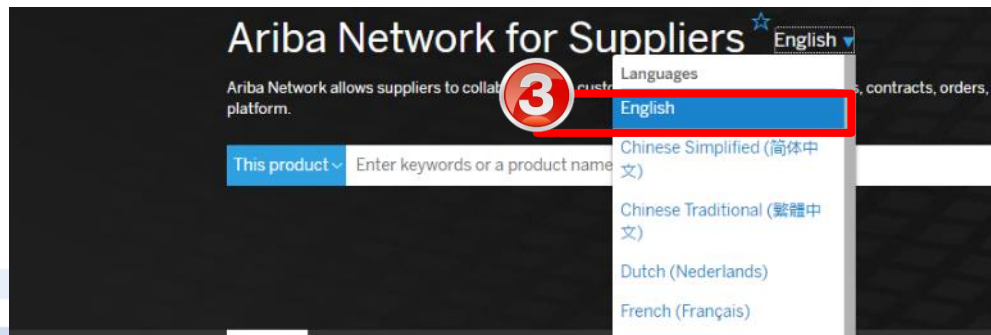 Ariba Network for Suppliers
English
Ariba Network allows suppliers to collab
custo
s, contracts, orders,
platform.
3
Languages
English
Chinese Simplified (简体中
文)
Chinese Traditional (繁體中
文)
Dutch (Nederlands)
French (Français)
This product
Enter keywords or a product name